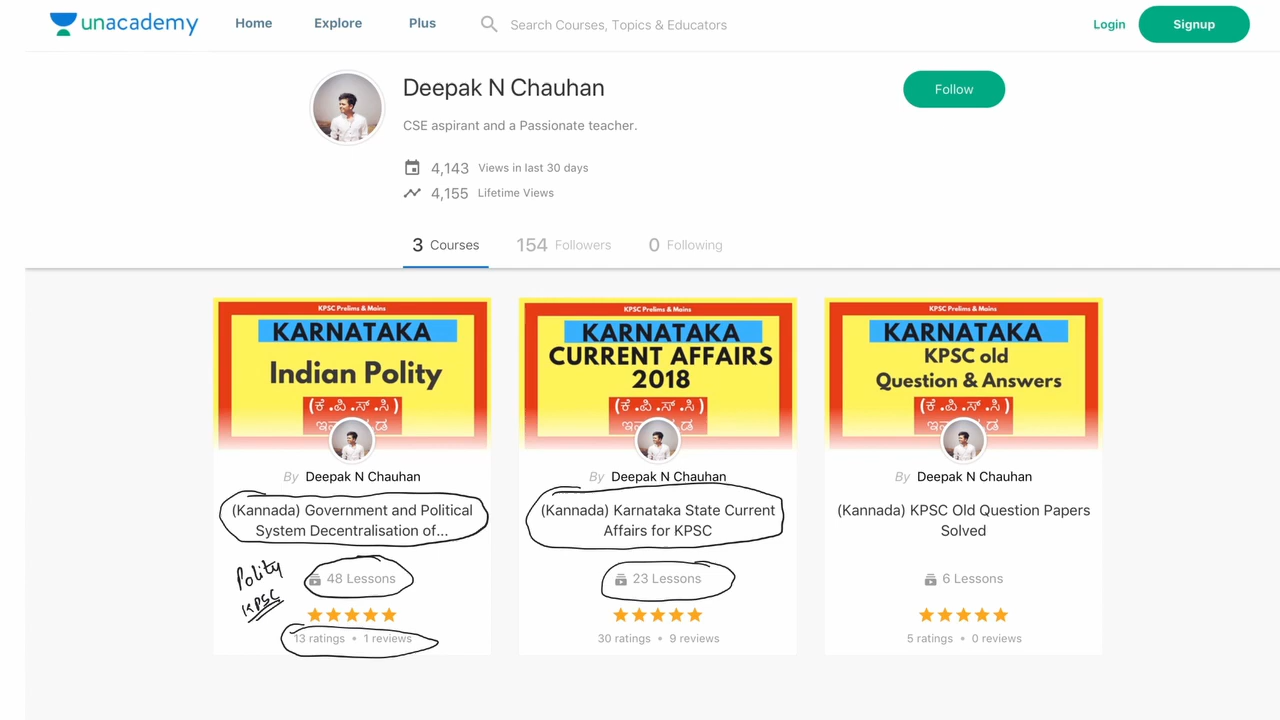 unacademy
Home Explore Plus Search Courses, Topics & Educators Login Signup
Deepak N Chauhan
Follow
CSE aspirant and a Passionate teacher.
4,143 Views in last 30 days
4,155 Lifetime Views
3 Courses 154 Followers 0 Following
KPSC Prelims & Mains
KARNATAKA
Indian Polity
(ಕೆ.ಪಿ.ಸ್.ಸಿ)
By Deepak N Chauhan
(Kannada) Government and Political
System Decentralisation of...
Polity
KPSC
48 Lessons
13 ratings • 1 reviews
KPSC Prelims & Mains
KARNATAKA
CURRENT AFFAIRS
2018
(ಕೆ.ಪಿ.ಸ್.ಸಿ)
By Deepak N Chauhan
(Kannada) Karnataka State Current
Affairs for KPSC
23 Lessons
30 ratings • 9 reviews
KPSC Prelims & Mains
KARNATAKA
KPSC old
Question & Answers
(ಕೆ.ಪಿ.ಸ್.ಸಿ)
By Deepak N Chauhan
(Kannada) KPSC Old Question Papers
Solved
6 Lessons
5 ratings • 0 reviews